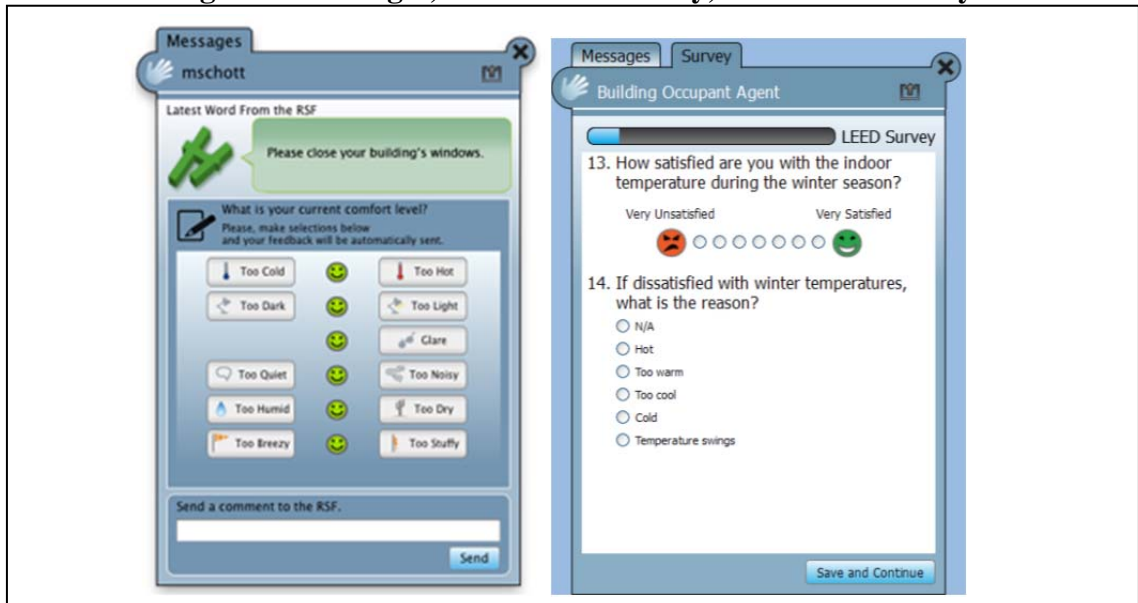 Messages
mschott
Latest Word From the RSF
Please close your building's windows.
What is your current comfort level?
Please, make selections below
and your feedback will be automatically sent.
Too Cold Too Hot
Too Dark Too Light
Glare
Too Quiet Too Noisy
Too Humid Too Dry
Too Breezy Too Stuffy
Send a comment to the RSF.
Send
Messages Survey
Building Occupant Agent
LEED Survey
13. How satisfied are you with the indoor
temperature during the winter season?
Very Unsatisfied Very Satisfied
14. If dissatisfied with winter temperatures,
what is the reason?
N/A
Hot
Too warm
Too cool
Cold
Temperature swings
Save and Continue